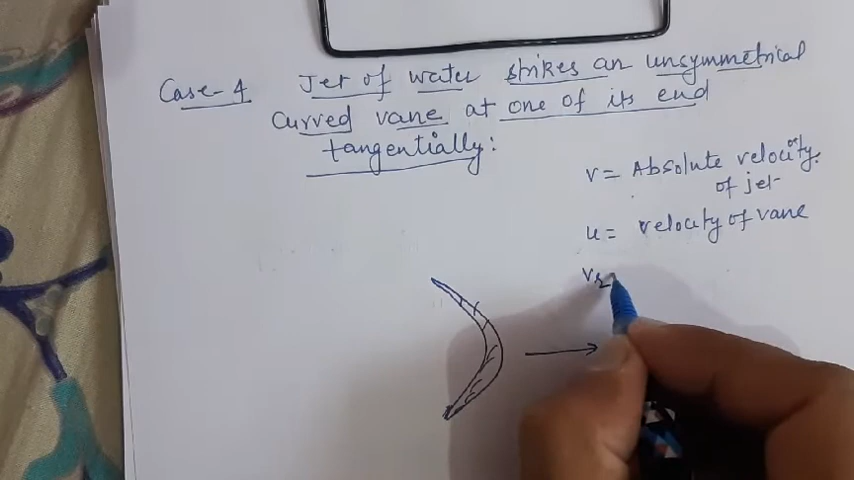 Case-4 Jet of water strikes an unsymmetrical
curved vane at one of its end
tangentially:
v = Absolute velocity
of jet
u = velocity of vane
vr